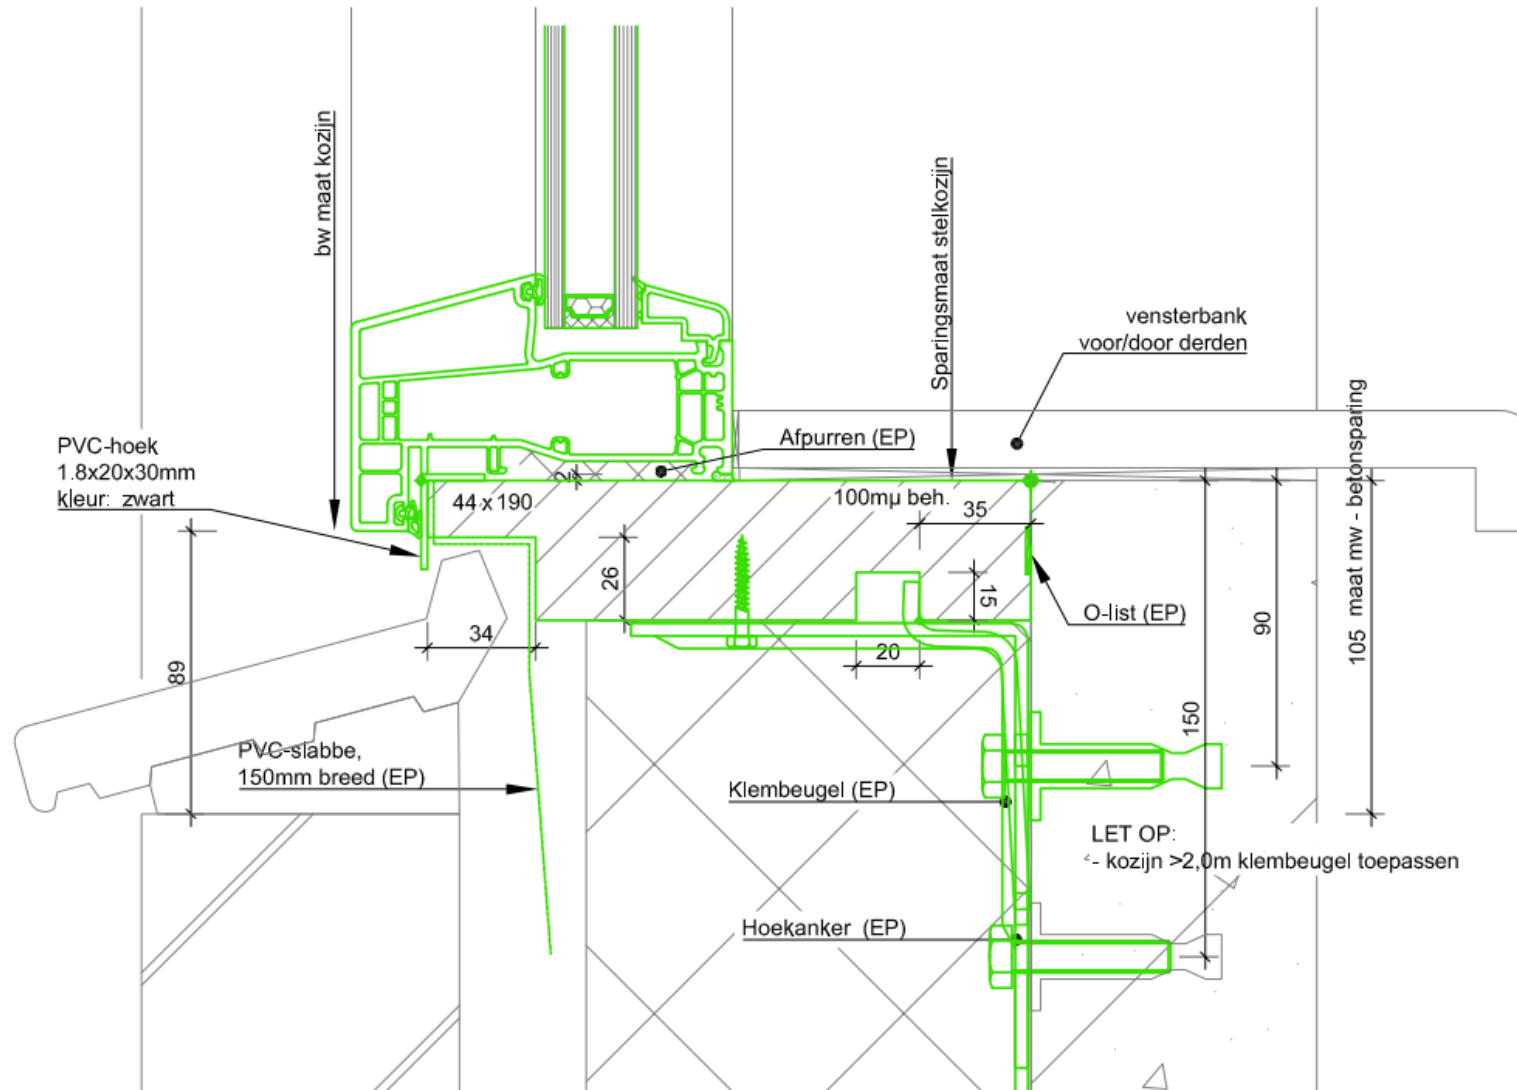 bw maat kozijn
Sparingsmaat stelkozijn
vensterbank
voor/door derden
PVC-hoek
1.8x20x30mm
kleur: zwart
Afpurren (EP)
2
44 x 190
100mµ beh.
35
26
15
O-list (EP)
34
20
89
90
105 maat mw - betonsparing
150
PVC-slabbe,
150mm breed (EP)
Klembeugel (EP)
LET OP:
- kozijn >2,0m klembeugel toepassen
Hoekanker (EP)